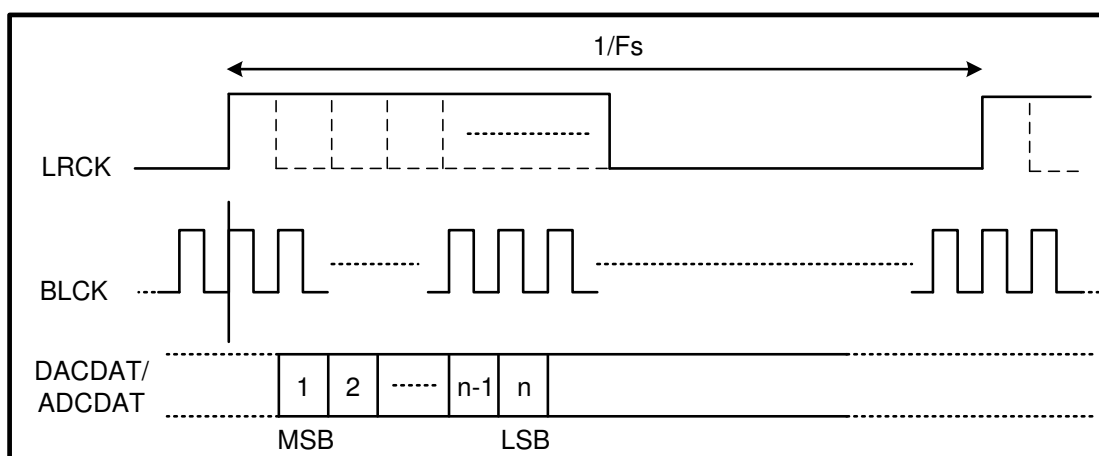 1/Fs
LRCK
BLCK
DACDAT/
ADCDAT
1 2 n-1 n
MSB LSB